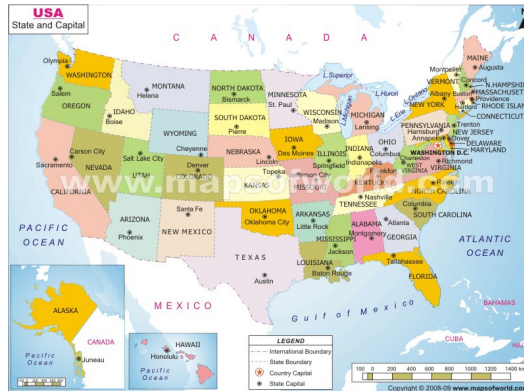 USA
State and Capital
CANADA
Olympia
WASHINGTON
Salem
OREGON
MONTANA
Helena
IDAHO
Boise
NORTH DAKOTA
Bismarck
MINNESOTA
St. Paul
SOUTH DAKOTA
Pierre
WYOMING
Cheyenne
WISCONSIN
Madison
L.Superior
L.Michigan
L.Huron
L.Erie
L.Ontario
MICHIGAN
Lansing
MAINE
Augusta
Montpelier
VERMONT
Concord
N.HAMPSHIRE
MASSACHUSETTS
Albany
Boston
Providence
RHODE ISLAND
Hartford
NEW YORK
PENNSYLVANIA
Harrisburg
Trenton
NEW JERSEY
Annapolis
Dover
DELAWARE
MARYLAND
WASHINGTON D.C
Carson City
Sacramento
NEVADA
CALIFORNIA
Salt Lake City
UTAH
Denver
COLORADO
NEBRASKA
Lincoln
IOWA
Des Moines
ILLINOIS
Springfield
INDIANA
Indianapolis
OHIO
Columbus
Charleston
WEST
VIRGINIA
Richmond
VIRGINIA
Topeka
KANSAS
Jefferson City
MISSOURI
KENTUCKY
Nashville
TENNESSEE
NORTH CAROLINA
Columbia
SOUTH CAROLINA
www.mapsofworld.com
ARIZONA
Phoenix
Santa Fe
NEW MEXICO
OKLAHOMA
Oklahoma City
ARKANSAS
Little Rock
MISSISSIPPI
Jackson
ALABAMA
Montgomery
Atlanta
GEORGIA
TEXAS
Austin
LOUISIANA
Baton Rouge
Tallahassee
FLORIDA
PACIFIC
OCEAN
ATLANTIC
OCEAN
MEXICO
Gulf of Mexico
BAHAMAS
CUBA
ALASKA
CANADA
Juneau
Pacific
Ocean
HAWAII
Honolulu
Pacific
Ocean
LEGEND
International Boundary
State Boundary
Country Capital
State Capital
100 0 200 400 600 800 1000 1200 1400
Copyright © 2008-09 www.mapsofworld.co